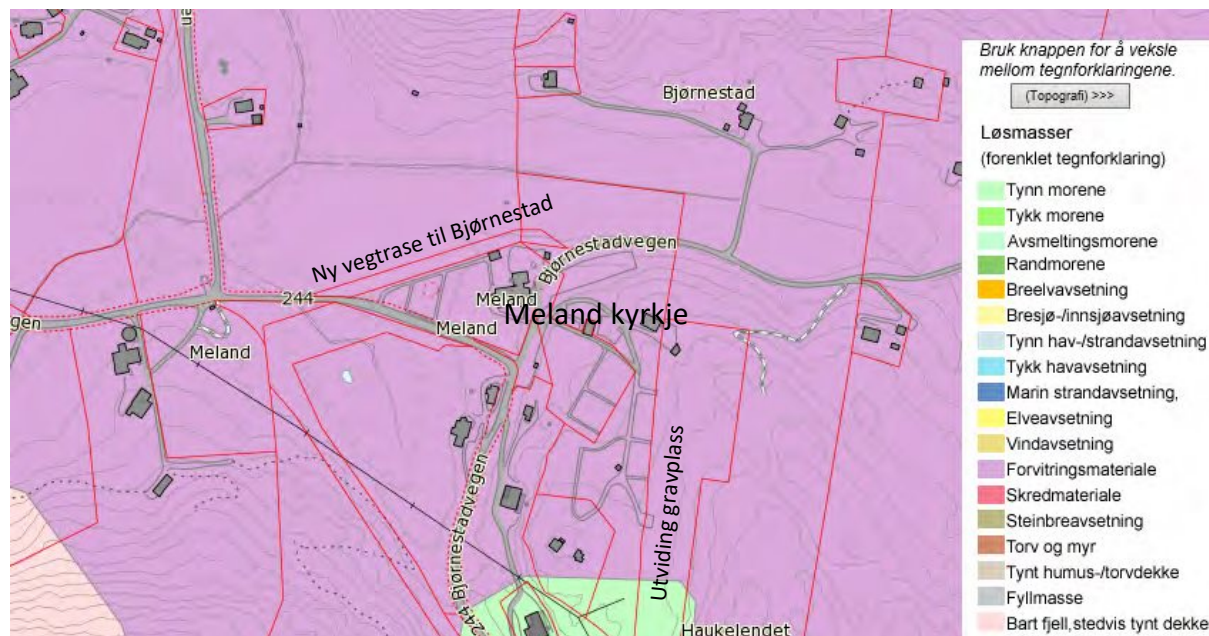 en
Bjørnestad
Ny vegtrase til Bjørnestad
Bjørnestadvegen
244
gen
Meland
Meland kyrkje
Meland
Meland
244 Bjørnestadvegen
Utviding gravplass
Haukelendet
Bruk knappen for å veksle
mellom tegnforklaringene.
(Topografi) >>>
Løsmasser
(forenklet tegnforklaring)
Tynn morene
Tykk morene
Avsmeltingsmorene
Randmorene
Breelvavsetning
Bresjø-/innsjøavsetning
Tynn hav-/strandavsetning
Tykk havavsetning
Marin strandavsetning,
Elveavsetning
Vindavsetning
Forvitringsmateriale
Skredmateriale
Steinbreavsetning
Torv og myr
Tynt humus-/torvdekke
Fyllmasse
Bart fjell,stedvis tynt dekke